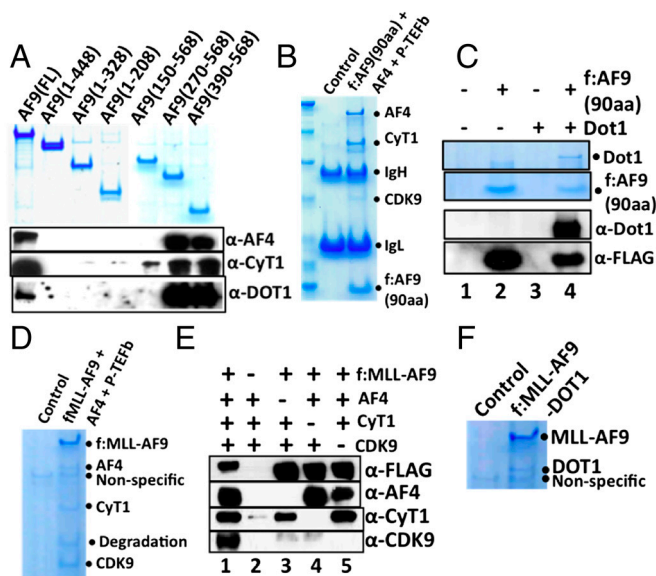 A
AF9(FL)
AF9(1-448)
AF9(1-328)
AF9(1-208)
AF9(150-568)
AF9(270-568)
AF9(390-568)
α-AF4
α-CyT1
α-DOT1
B
Control
f:AF9(90aa) +
AF4 + P-TEFb
AF4
CyT1
IgH
CDK9
IgL
f:AF9
(90aa)
C
- + - + f:AF9
(90aa)
- - + + Dot1
Dot1
f:AF9
(90aa)
α-Dot1
α-FLAG
1 2 3 4
D
Control
fMLL-AF9 +
AF4 + P-TEFb
f:MLL-AF9
AF4
Non-specific
CyT1
Degradation
CDK9
E
+ - + + + f:MLL-AF9
+ + - + + AF4
+ + + - + CyT1
+ + + + - CDK9
α-FLAG
α-AF4
α-CyT1
α-CDK9
1 2 3 4 5
F
Control
f:MLL-AF9
-DOT1
MLL-AF9
DOT1
Non-specific